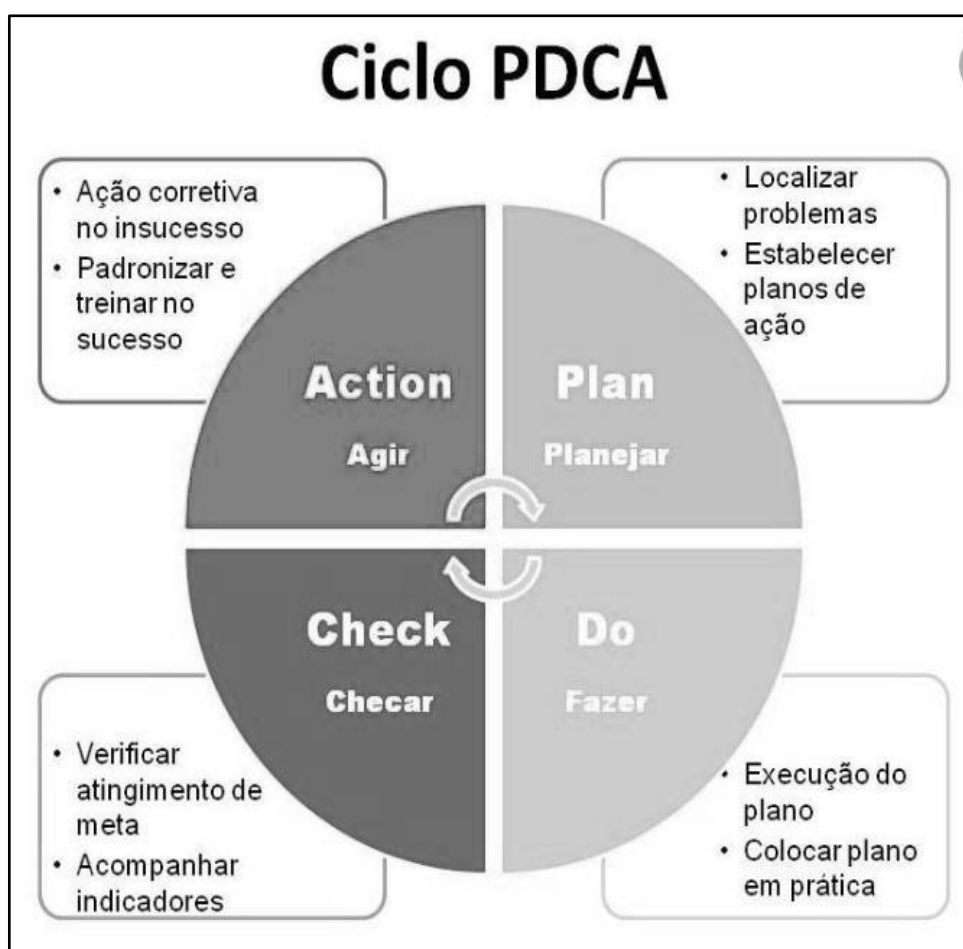 Ciclo PDCA
• Ação corretiva
no insucesso
• Padronizar e
treinar no
sucesso
• Localizar
problemas
• Estabelecer
planos de
ação
Action
Agir
Plan
Planejar
Check
Checar
Do
Fazer
• Verificar
atingimento de
meta
• Acompanhar
indicadores
• Execução do
plano
• Colocar plano
em prática